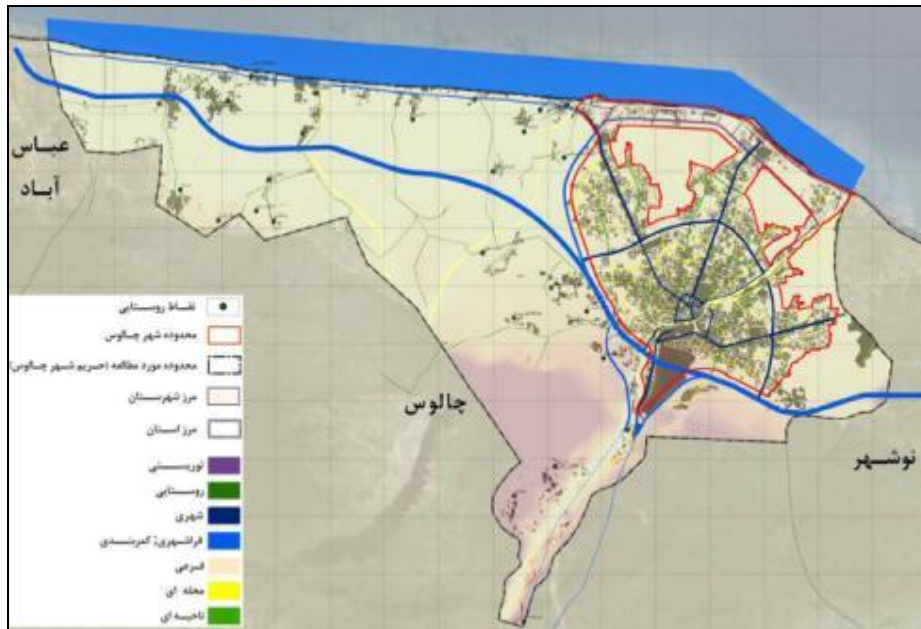 عباس
آباد
چالوس
نوشهر
نقاط روستایی
محدوده شهر چالوس
محدوده مورد مطالعه (حریم شهر چالوس)
مرز شهرستان
مرز استان
توریستی
روستایی
شهری
فراشهری; کمربندی
فرعی
محله ای
ناحیه ای